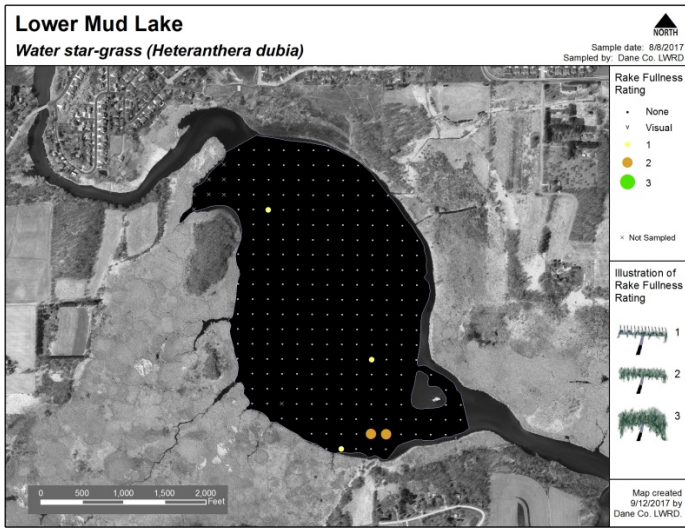 Lower Mud Lake
Water star-grass (Heteranthera dubia)
NORTH
Sample date: 8/8/2017
Sampled by: Dane Co. LWRD
Rake Fullness
Rating
None
v Visual
1
2
3
× Not Sampled
Illustration of
Rake Fullness
Rating
1
2
3
0 500 1,000 1,500 2,000
Feet
Map created
9/12/2017 by
Dane Co. LWRD.